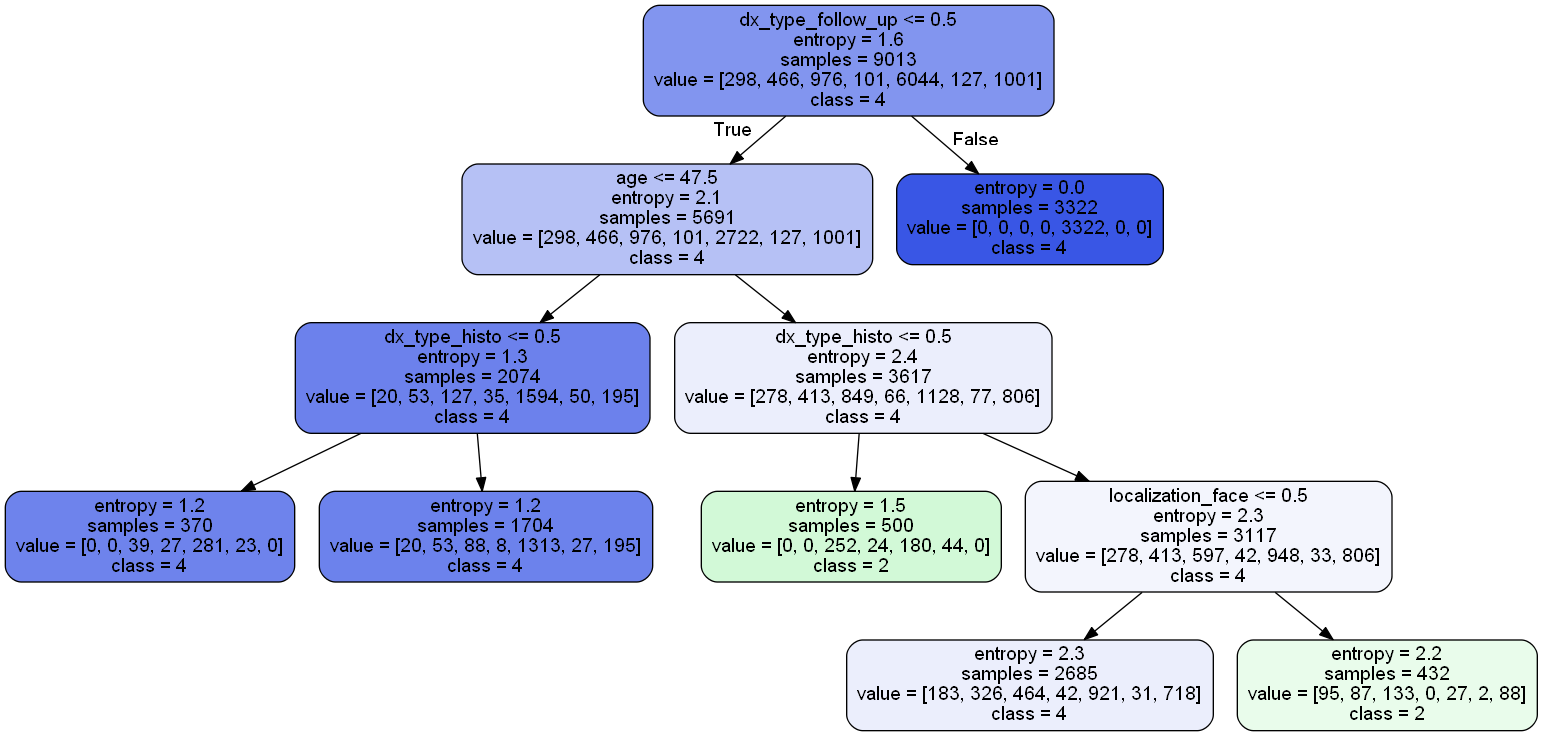 dx_type_follow_up <= 0.5
entropy = 1.6
samples = 9013
value = [298, 466, 976, 101, 6044, 127, 1001]
class = 4
True
False
age <= 47.5
entropy = 2.1
samples = 5691
value = [298, 466, 976, 101, 2722, 127, 1001]
class = 4
entropy = 0.0
samples = 3322
value = [0, 0, 0, 0, 3322, 0, 0]
class = 4
dx_type_histo <= 0.5
entropy = 1.3
samples = 2074
value = [20, 53, 127, 35, 1594, 50, 195]
class = 4
dx_type_histo <= 0.5
entropy = 2.4
samples = 3617
value = [278, 413, 849, 66, 1128, 77, 806]
class = 4
entropy = 1.2
samples = 370
value = [0, 0, 39, 27, 281, 23, 0]
class = 4
entropy = 1.2
samples = 1704
value = [20, 53, 88, 8, 1313, 27, 195]
class = 4
entropy = 1.5
samples = 500
value = [0, 0, 252, 24, 180, 44, 0]
class = 2
localization_face <= 0.5
entropy = 2.3
samples = 3117
value = [278, 413, 597, 42, 948, 33, 806]
class = 4
entropy = 2.3
samples = 2685
value = [183, 326, 464, 42, 921, 31, 718]
class = 4
entropy = 2.2
samples = 432
value = [95, 87, 133, 0, 27, 2, 88]
class = 2